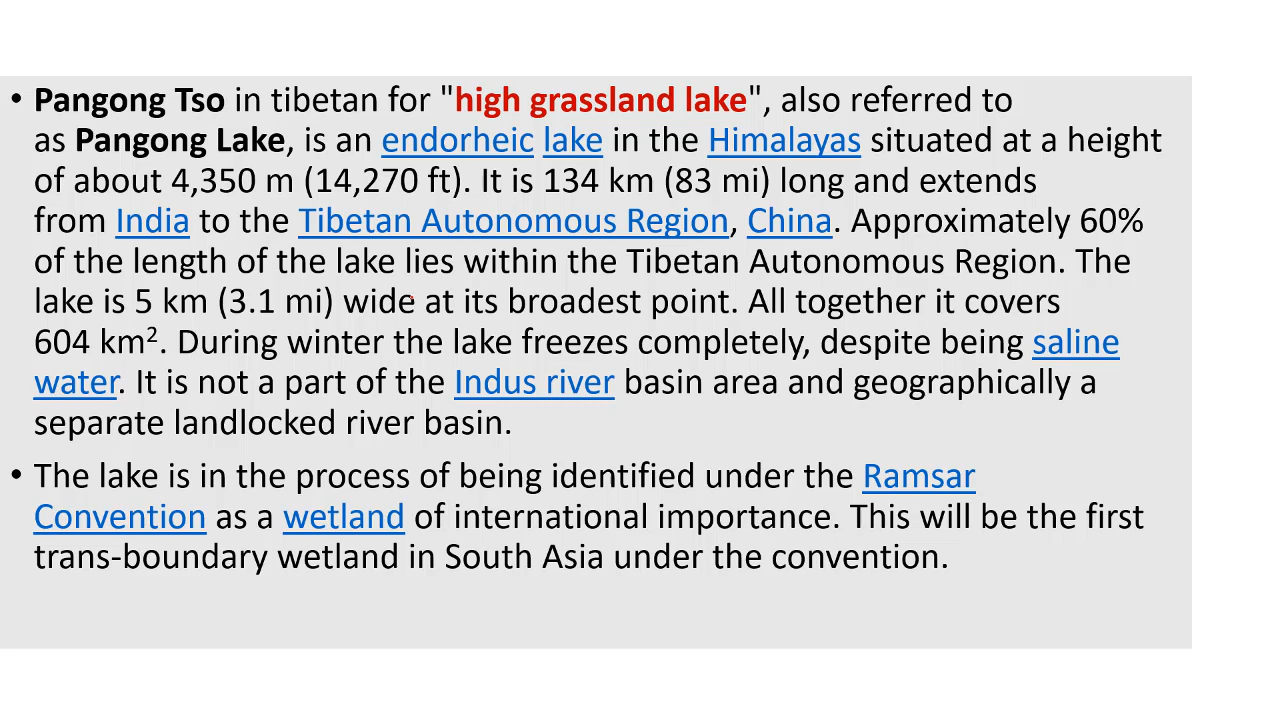 • Pangong Tso in tibetan for "high grassland lake", also referred to
as Pangong Lake, is an endorheic lake in the Himalayas situated at a height
of about 4,350 m (14,270 ft). It is 134 km (83 mi) long and extends
from India to the Tibetan Autonomous Region, China. Approximately 60%
of the length of the lake lies within the Tibetan Autonomous Region. The
lake is 5 km (3.1 mi) wide at its broadest point. All together it covers
604 km². During winter the lake freezes completely, despite being saline
water. It is not a part of the Indus river basin area and geographically a
separate landlocked river basin.
• The lake is in the process of being identified under the Ramsar
Convention as a wetland of international importance. This will be the first
trans-boundary wetland in South Asia under the convention.